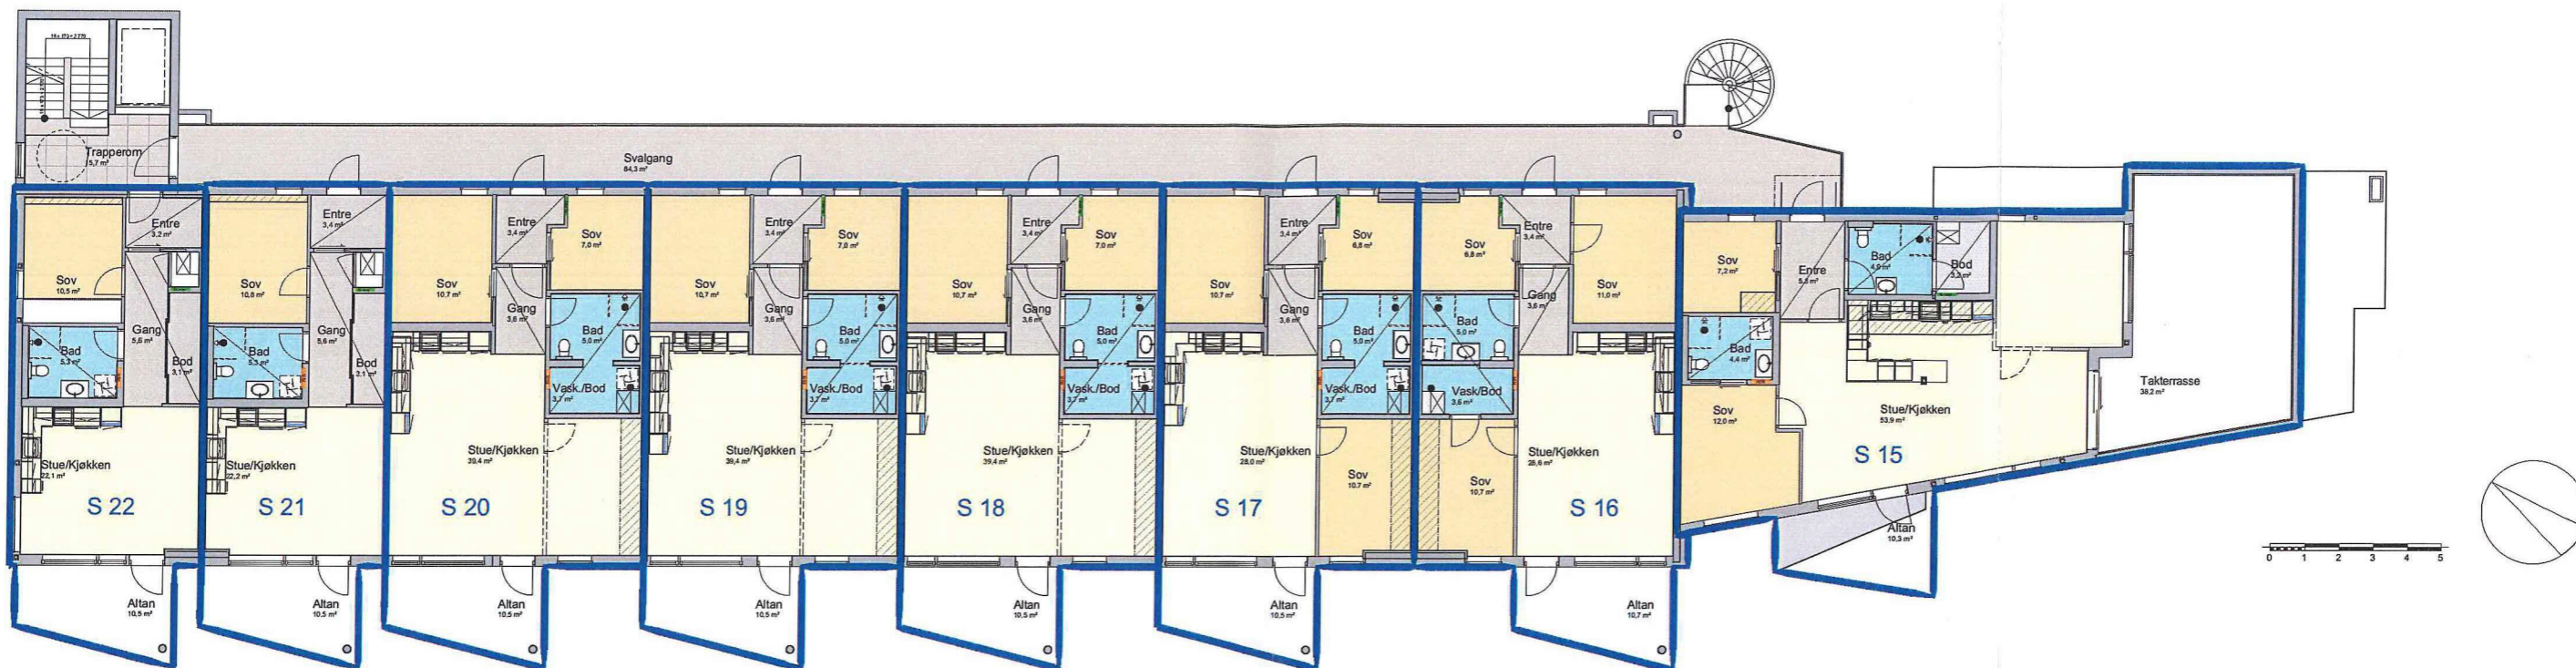 16 x 173 = 2 770
Trapperom
15,7 m²
Svalgang
84,3 m²
Sov
10,5 m²
Entre
3,2 m²
Gang
5,6 m²
Bad
5,3 m²
Bod
3,1 m²
Stue/Kjøkken
22,1 m²
S 22
Altan
10,5 m²
Sov
10,8 m²
Entre
3,4 m²
Gang
5,6 m²
Bad
5,3 m²
Bod
3,1 m²
Stue/Kjøkken
22,2 m²
S 21
Altan
10,5 m²
Sov
10,7 m²
Entre
3,4 m²
Sov
7,0 m²
Gang
3,6 m²
Bad
5,0 m²
Vask./Bod
3,7 m²
Stue/Kjøkken
39,4 m²
S 20
Altan
10,5 m²
Sov
10,7 m²
Entre
3,4 m²
Sov
7,0 m²
Gang
3,6 m²
Bad
5,0 m²
Vask./Bod
3,7 m²
Stue/Kjøkken
39,4 m²
S 19
Altan
10,5 m²
Sov
10,7 m²
Entre
3,4 m²
Sov
7,0 m²
Gang
3,6 m²
Bad
5,0 m²
Vask./Bod
3,7 m²
Stue/Kjøkken
39,4 m²
S 18
Altan
10,5 m²
Sov
10,7 m²
Entre
3,4 m²
Sov
6,8 m²
Gang
3,6 m²
Bad
5,0 m²
Vask./Bod
3,7 m²
Stue/Kjøkken
28,0 m²
Sov
10,7 m²
S 17
Altan
10,5 m²
Sov
6,8 m²
Entre
3,4 m²
Sov
11,0 m²
Gang
3,6 m²
Bad
5,0 m²
Vask/Bod
3,6 m²
Sov
10,7 m²
Stue/Kjøkken
28,6 m²
S 16
Altan
10,7 m²
Sov
7,2 m²
Entre
Bad
Bod
3,2 m²
Bad
4,4 m²
Sov
12,0 m²
Stue/Kjøkken
53,9 m²
S 15
Altan
10,3 m²
Takterrasse
38,2 m²
0 1 2 3 4 5